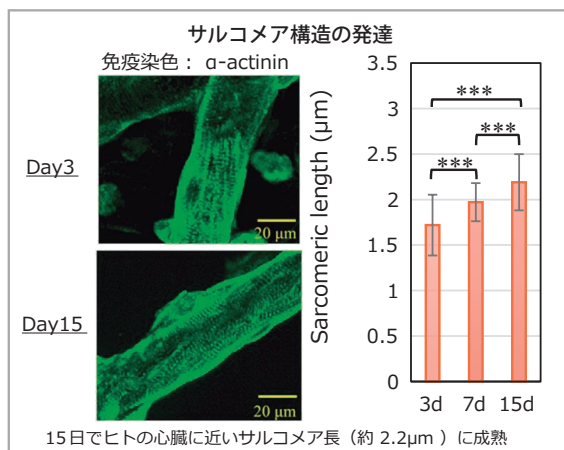 サルコメア構造の発達
免疫染色： α-actinin
Day3
20 μm
Day15
20 μm
Sarcomeric length (μm)
3.5
3
2.5
2
1.5
1
0.5
0
***
***
***
3d 7d 15d
15日でヒトの心臓に近いサルコメア長（約 2.2μm ）に成熟